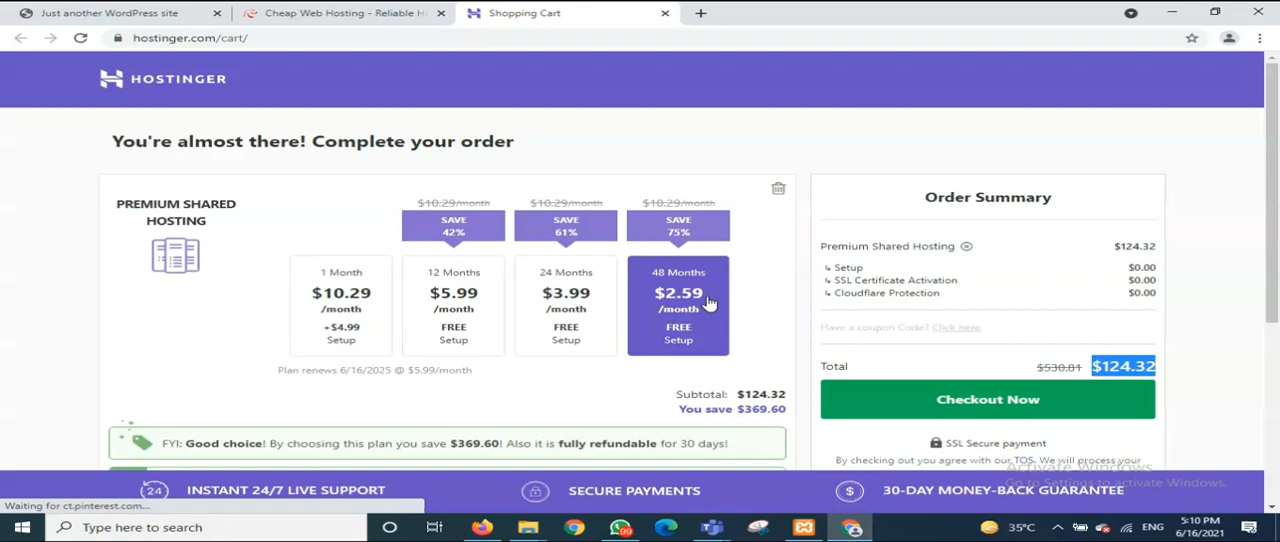 Just another WordPress site
Cheap Web Hosting - Reliable H
Shopping Cart
hostinger.com/cart/
HOSTINGER
You're almost there! Complete your order
PREMIUM SHARED
HOSTING
$10.29/month
SAVE
42%
$10.29/month
SAVE
61%
$10.29/month
SAVE
75%
1 Month
$10.29
/month
+$4.99
Setup
12 Months
$5.99
/month
FREE
Setup
24 Months
$3.99
/month
FREE
Setup
48 Months
$2.59
/month
FREE
Setup
Plan renews 6/16/2025 @ $5.99/month
Subtotal: $124.32
You save $369.60
FYI: Good choice! By choosing this plan you save $369.60! Also it is fully refundable for 30 days!
Order Summary
Premium Shared Hosting $124.32
Setup $0.00
SSL Certificate Activation $0.00
Cloudflare Protection $0.00
Have a coupon Code? Click here
Total $530.81 $124.32
Checkout Now
SSL Secure payment
By checking out you agree with our TOS. We will process your
Activate Windows
Go to Settings to activate Windows.
24 INSTANT 24/7 LIVE SUPPORT
SECURE PAYMENTS
$ 30-DAY MONEY-BACK GUARANTEE
Waiting for ct.pinterest.com...
Type here to search
99
35°C
ENG
5:10 PM
6/16/2021